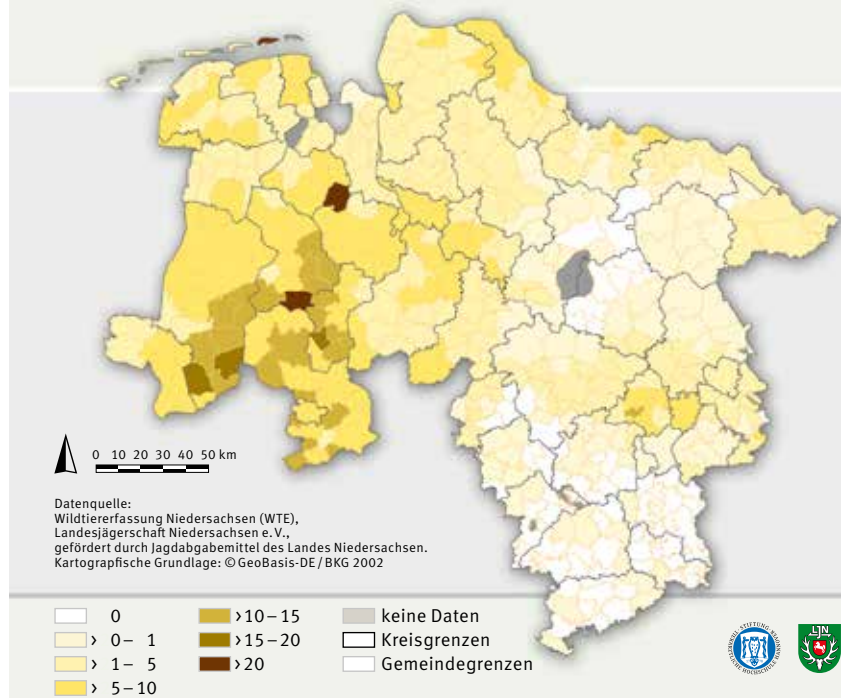 0 10 20 30 40 50 km
Datenquelle:
Wildtiererfassung Niedersachsen (WTE),
Landesjägerschaft Niedersachsen e. V.,
gefördert durch Jagdabgabemittel des Landes Niedersachsen.
Kartografische Grundlage: © GeoBasis-DE / BKG 2002
0
> 0 – 1
> 1 – 5
> 5 – 10
>10 – 15
>15 – 20
>20
keine Daten
Kreisgrenzen
Gemeindegrenzen
LJN